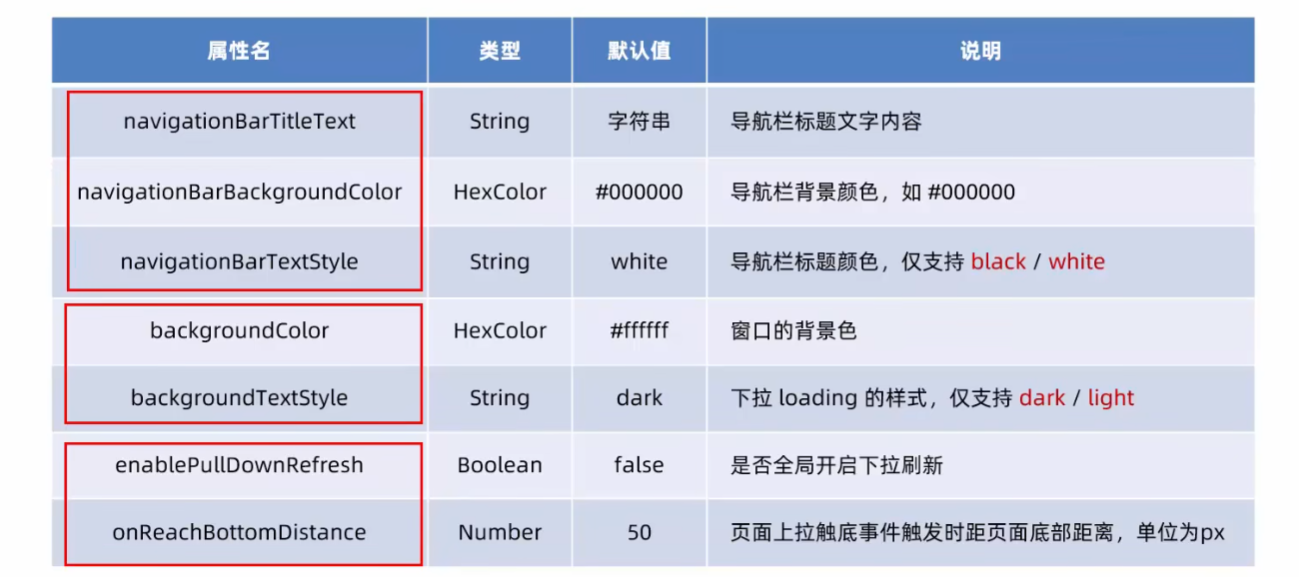 属性名 类型 默认值 说明
navigationBarTitleText String 字符串 导航栏标题文字内容
navigationBarBackgroundColor HexColor #000000 导航栏背景颜色，如 #000000
navigationBarTextStyle String white 导航栏标题颜色，仅支持 black / white
backgroundColor HexColor #ffffff 窗口的背景色
backgroundTextStyle String dark 下拉 loading 的样式，仅支持 dark / light
enablePullDownRefresh Boolean false 是否全局开启下拉刷新
onReachBottomDistance Number 50 页面上拉触底事件触发时距页面底部距离，单位为px